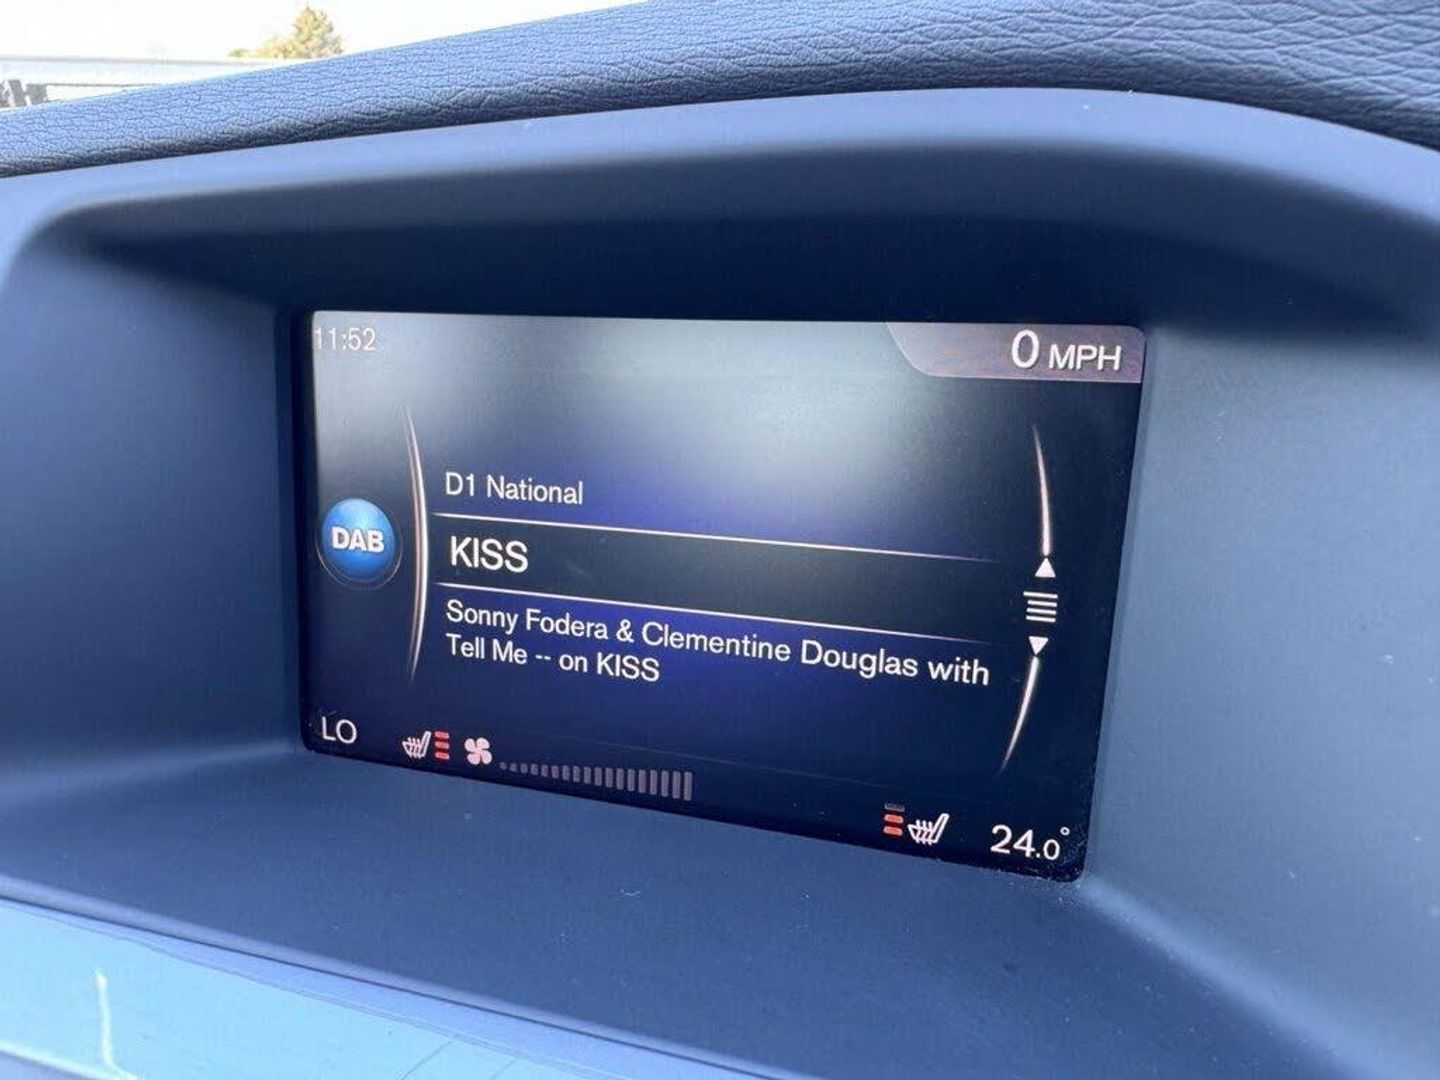 11:52
0 MPH
D1 National
DAB
KISS
Sonny Fodera & Clementine Douglas with
Tell Me -- on KISS
LO
24.0°